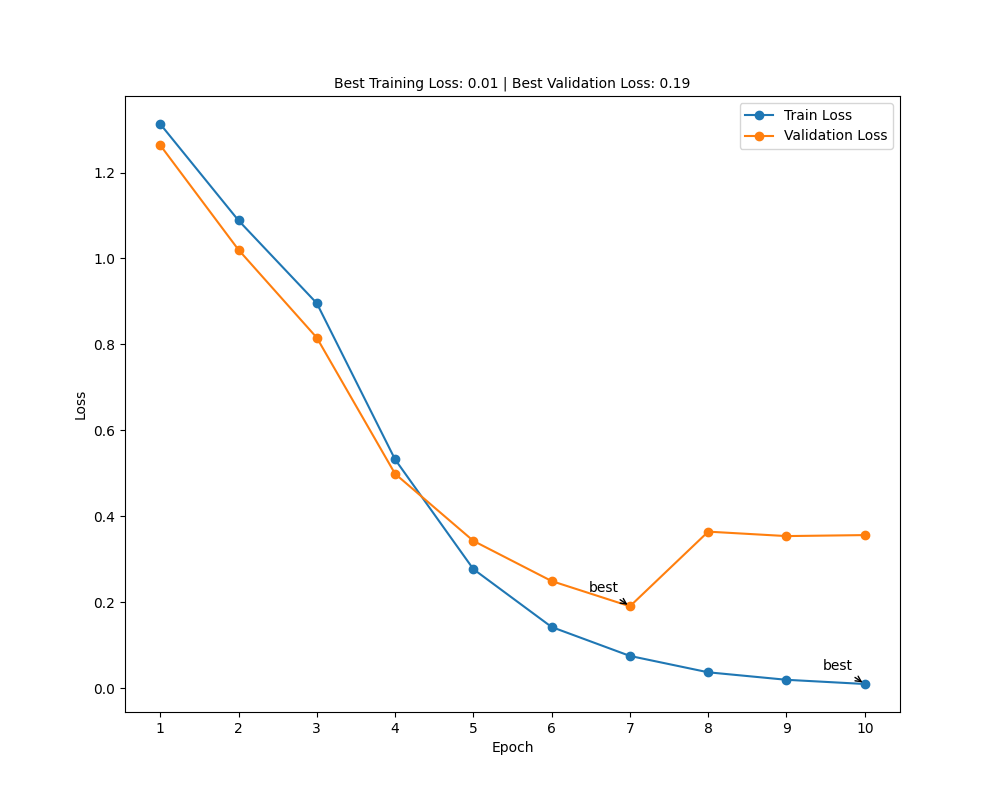 Best Training Loss: 0.01 | Best Validation Loss: 0.19
Train Loss
Validation Loss
1.2
1.0
0.8
0.6
0.4
0.2
0.0
Loss
best
best
1 2 3 4 5 6 7 8 9 10
Epoch